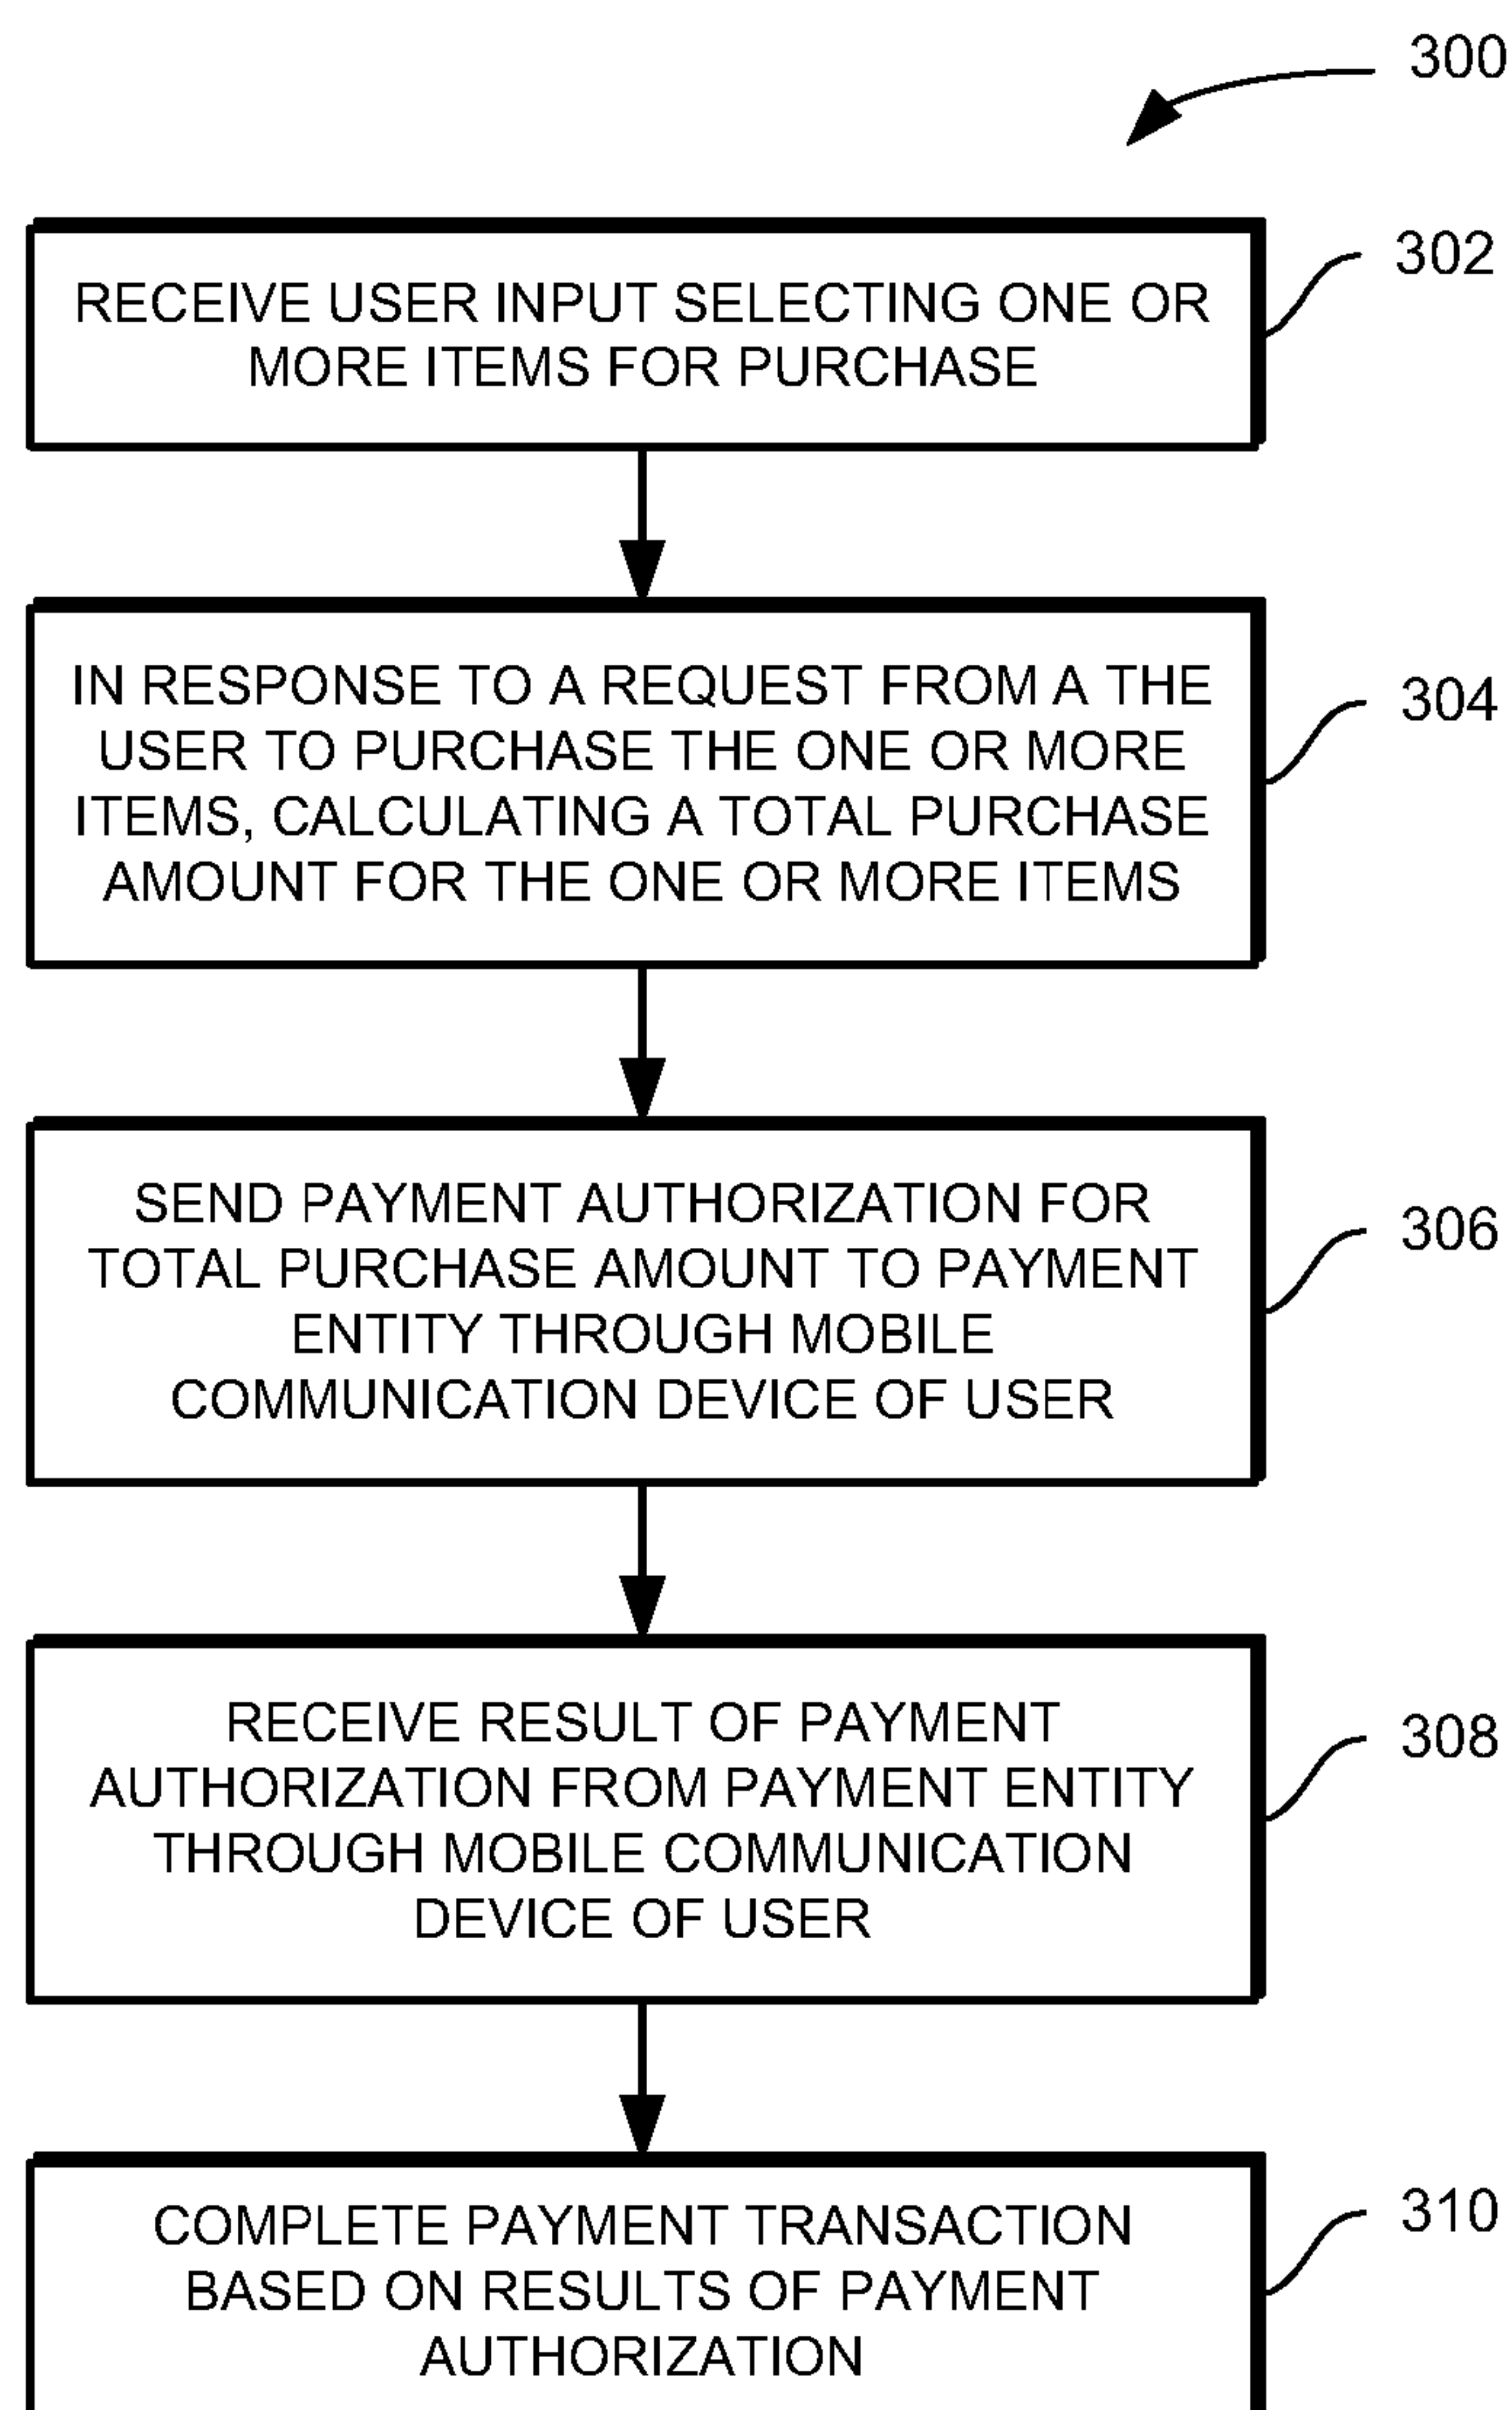 300
302
RECEIVE USER INPUT SELECTING ONE OR
MORE ITEMS FOR PURCHASE
304
IN RESPONSE TO A REQUEST FROM A THE
USER TO PURCHASE THE ONE OR MORE
ITEMS, CALCULATING A TOTAL PURCHASE
AMOUNT FOR THE ONE OR MORE ITEMS
306
SEND PAYMENT AUTHORIZATION FOR
TOTAL PURCHASE AMOUNT TO PAYMENT
ENTITY THROUGH MOBILE
COMMUNICATION DEVICE OF USER
308
RECEIVE RESULT OF PAYMENT
AUTHORIZATION FROM PAYMENT ENTITY
THROUGH MOBILE COMMUNICATION
DEVICE OF USER
310
COMPLETE PAYMENT TRANSACTION
BASED ON RESULTS OF PAYMENT
AUTHORIZATION